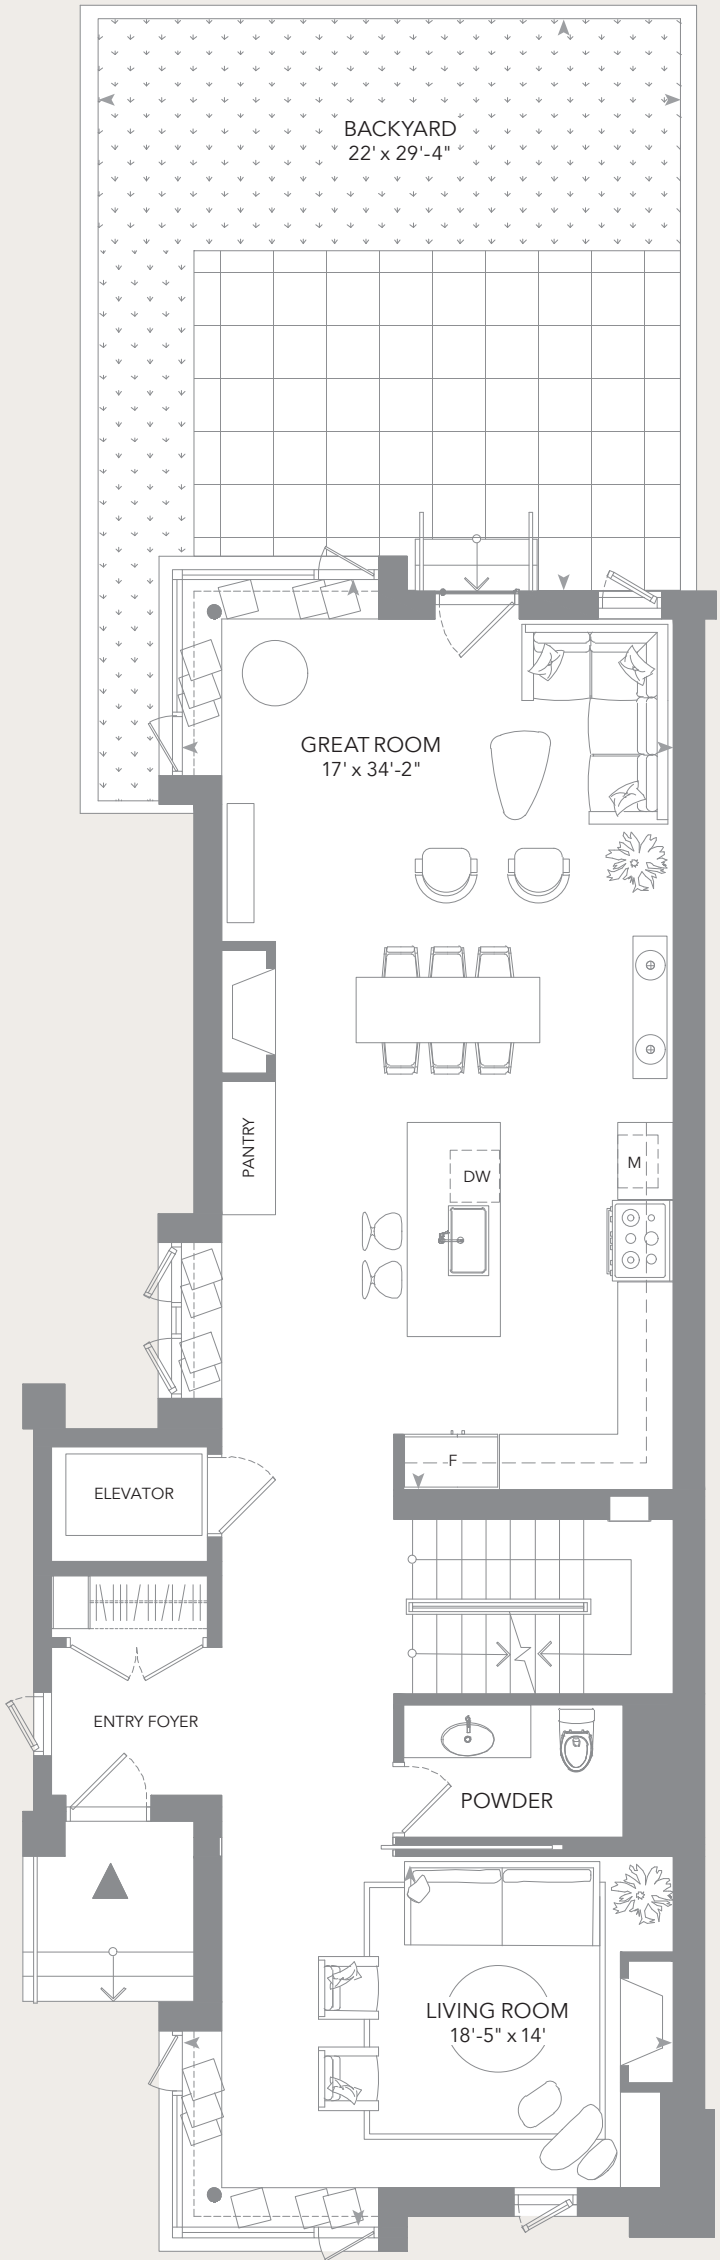 BACKYARD
22' x 29'-4"
GREAT ROOM
17' x 34'-2"
PANTRY
DW
M
F
ELEVATOR
ENTRY FOYER
POWDER
LIVING ROOM
18'-5" x 14'